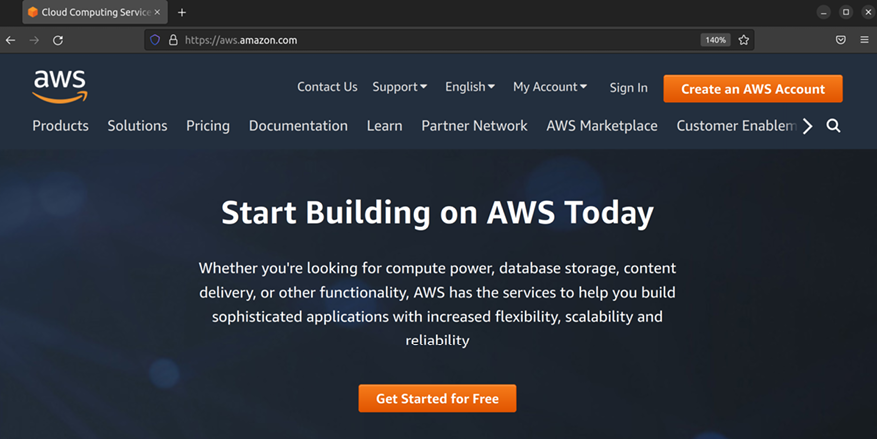 Cloud Computing Service
https://aws.amazon.com
140%
aws
Contact Us Support English My Account Sign In Create an AWS Account
Products Solutions Pricing Documentation Learn Partner Network AWS Marketplace Customer Enablem
Start Building on AWS Today
Whether you're looking for compute power, database storage, content
delivery, or other functionality, AWS has the services to help you build
sophisticated applications with increased flexibility, scalability and
reliability
Get Started for Free